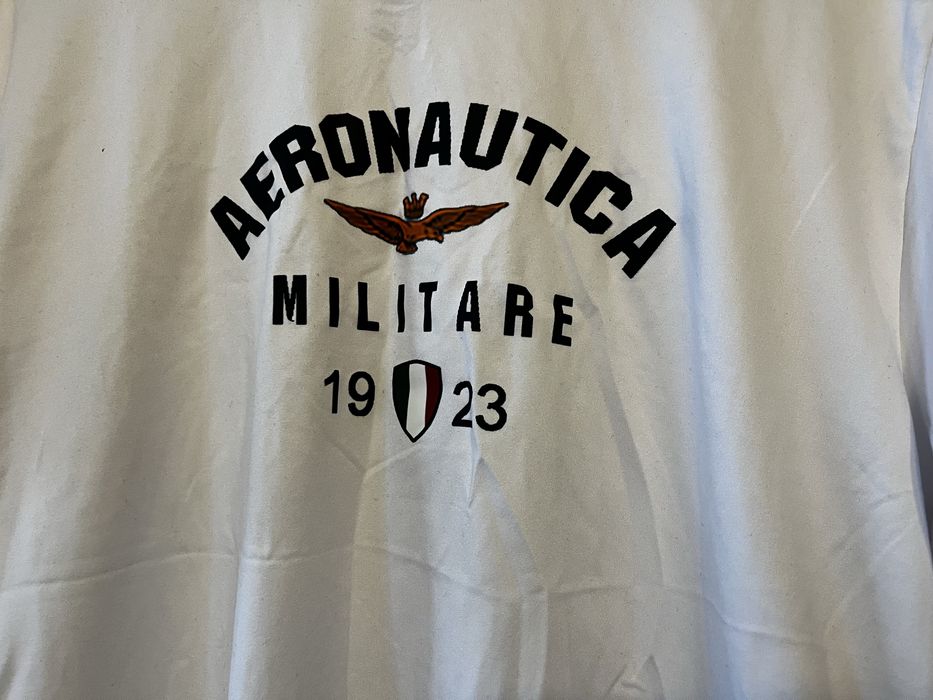 AERONAUTICA
MILITARE
19 23